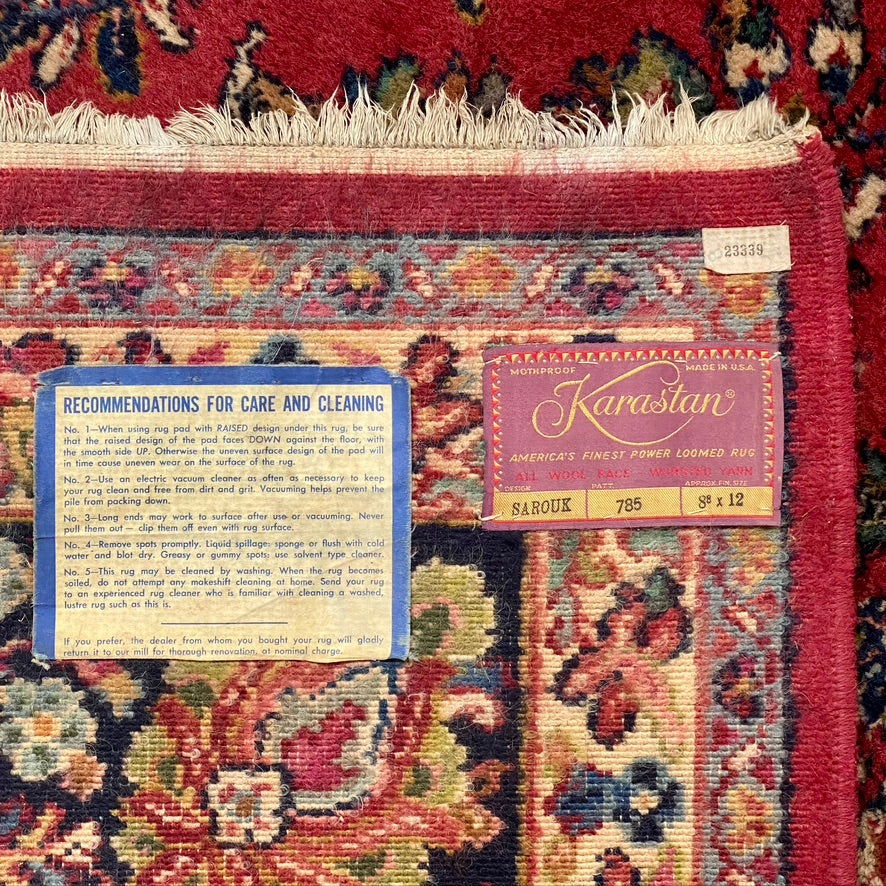 23339
MOTHPROOF MADE IN U.S.A.
Karastan®
AMERICA'S FINEST POWER LOOMED RUG
ALL WOOL FACE - WORSTED YARN
DESIGN PATT. APPROX. FIN. SIZE
SAROUK 785 8⁸ x 12
RECOMMENDATIONS FOR CARE AND CLEANING
No. 1—When using rug pad with RAISED design under this rug, be sure
that the raised design of the pad faces DOWN against the floor, with
the smooth side UP. Otherwise the uneven surface design of the pad will
in time cause uneven wear on the surface of the rug.
No. 2—Use an electric vacuum cleaner as often as necessary to keep
your rug clean and free from dirt and grit. Vacuuming helps prevent the
pile from packing down.
No. 3—Long ends may work to surface after use or vacuuming. Never
pull them out — clip them off even with rug surface.
No. 4—Remove spots promptly. Liquid spillage: sponge or flush with cold
water and blot dry. Greasy or gummy spots: use solvent type cleaner.
No. 5—This rug may be cleaned by washing. When the rug becomes
soiled, do not attempt any makeshift cleaning at home. Send your rug
to an experienced rug cleaner who is familiar with cleaning a washed,
lustre rug such as this is.
If you prefer, the dealer from whom you bought your rug will gladly
return it to our mill for thorough renovation, at nominal charge.